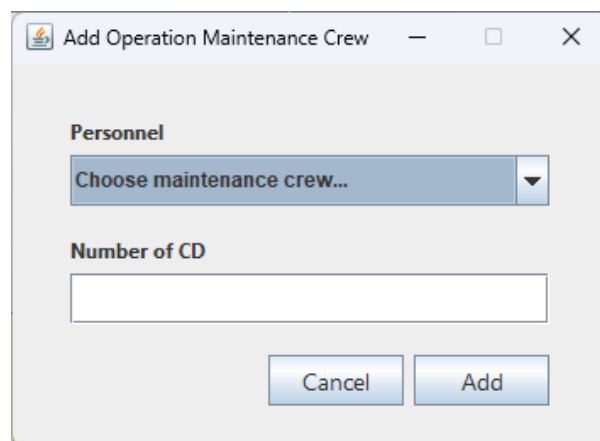 Add Operation Maintenance Crew
Personnel
Choose maintenance crew...
Number of CD
Cancel Add